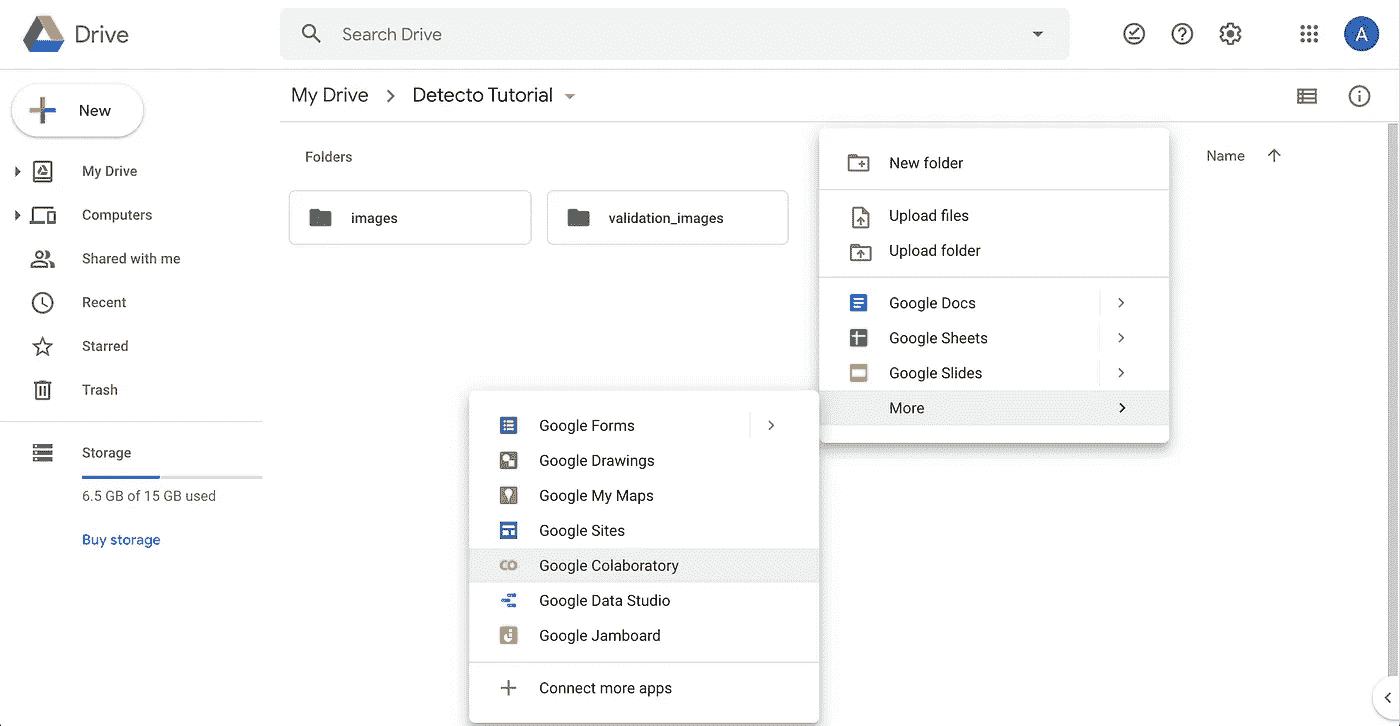 Drive
Search Drive
A
New
My Drive
Computers
Shared with me
Recent
Starred
Trash
Storage
6.5 GB of 15 GB used
Buy storage
My Drive > Detecto Tutorial
Folders
Name
images
validation_images
New folder
Upload files
Upload folder
Google Docs
Google Sheets
Google Slides
More
Google Forms
Google Drawings
Google My Maps
Google Sites
Google Colaboratory
Google Data Studio
Google Jamboard
Connect more apps